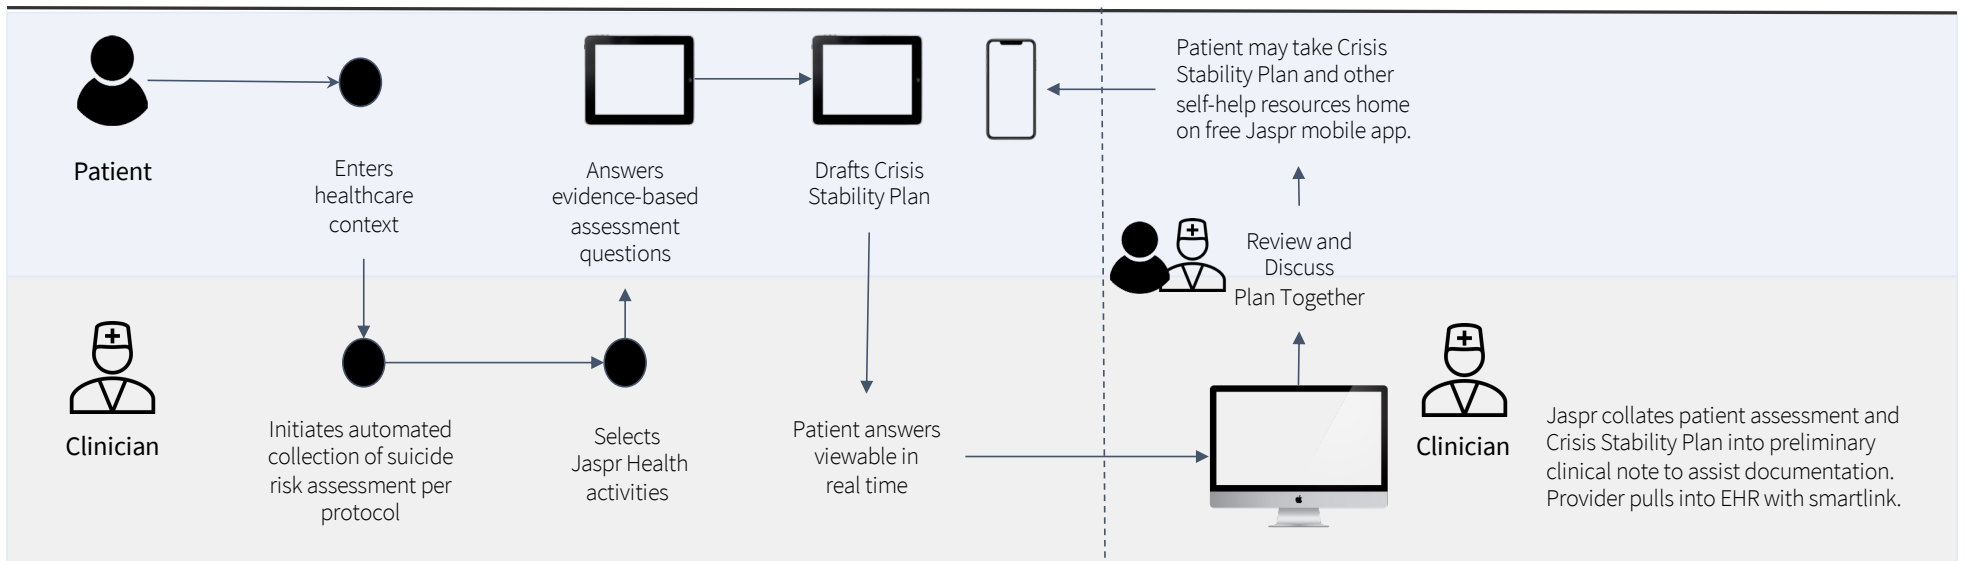 Patient
Enters
healthcare
context
Answers
evidence-based
assessment
questions
Drafts Crisis
Stability Plan
Patient may take Crisis
Stability Plan and other
self-help resources home
on free Jaspr mobile app.
Review and
Discuss
Plan Together
Clinician
Initiates automated
collection of suicide
risk assessment per
protocol
Selects
Jaspr Health
activities
Patient answers
viewable in
real time
Clinician
Jaspr collates patient assessment and
Crisis Stability Plan into preliminary
clinical note to assist documentation.
Provider pulls into EHR with smartlink.